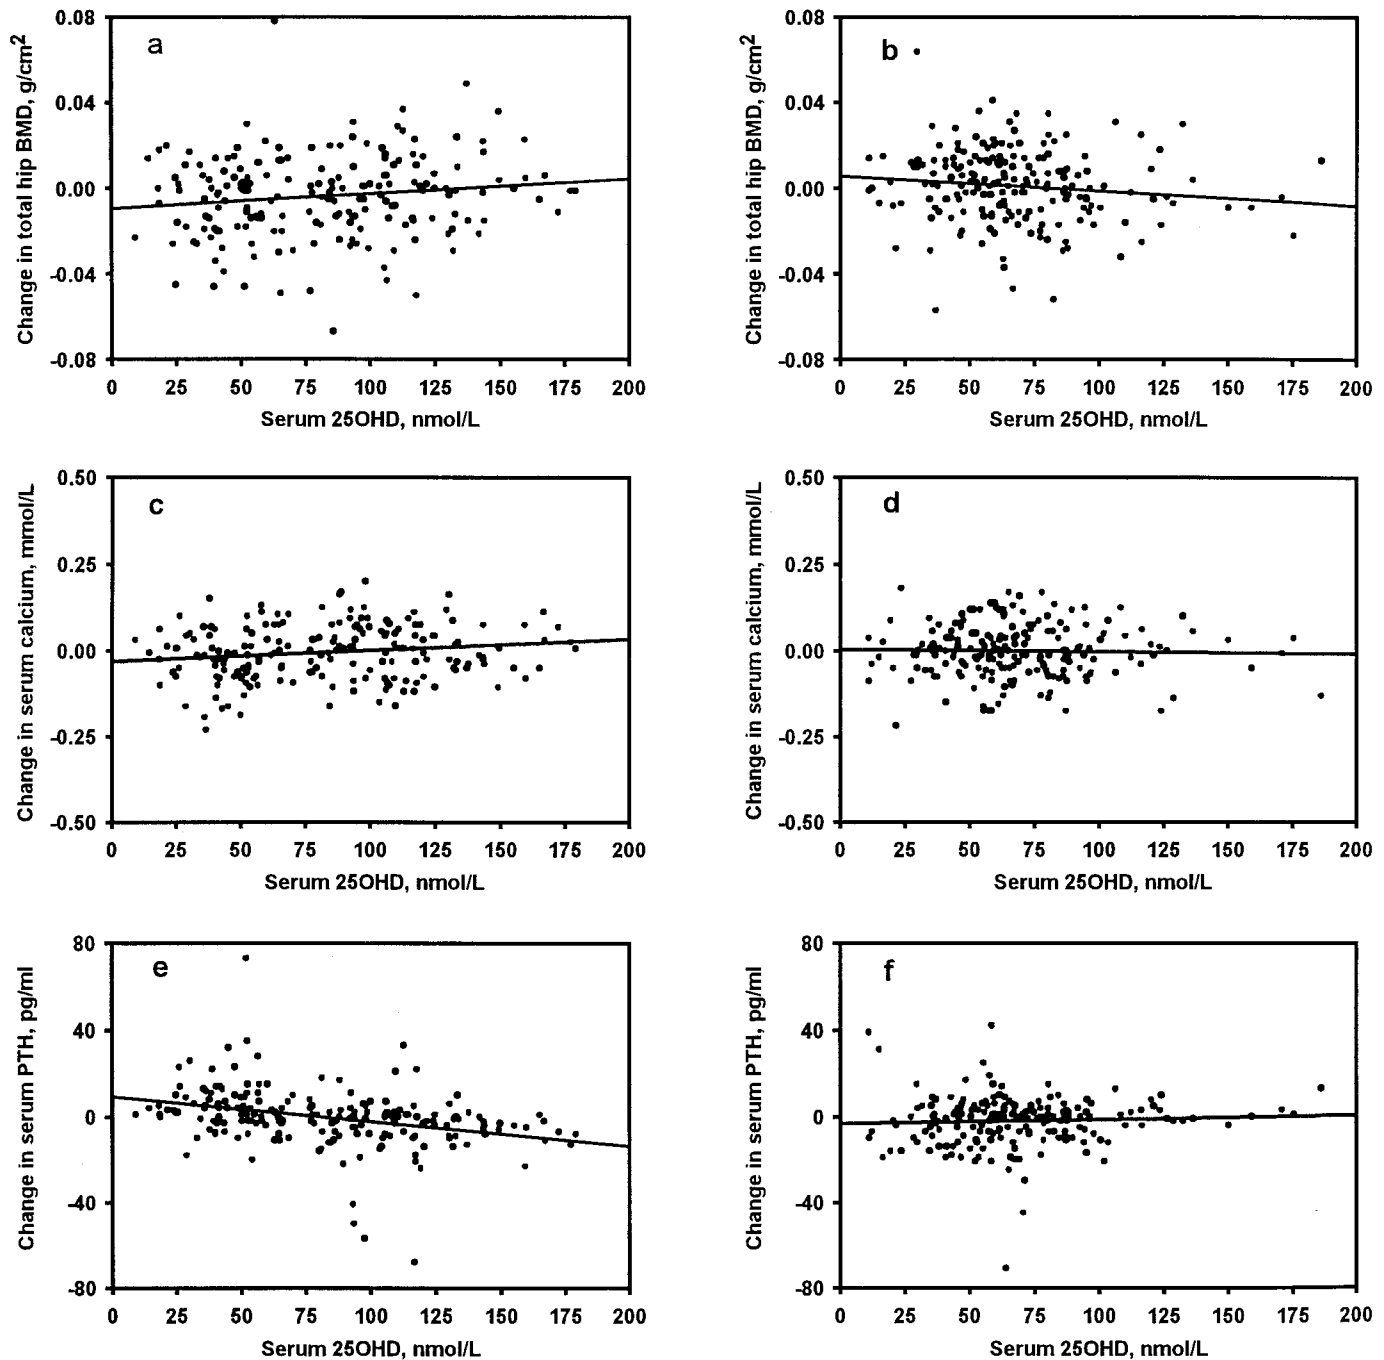 a
Change in total hip BMD, g/cm2
0.08
0.04
0.00
-0.04
-0.08
0 25 50 75 100 125 150 175 200
Serum 25OHD, nmol/L
b
Change in total hip BMD, g/cm2
0.08
0.04
0.00
-0.04
-0.08
0 25 50 75 100 125 150 175 200
Serum 25OHD, nmol/L
c
Change in serum calcium, mmol/L
0.50
0.25
0.00
-0.25
-0.50
0 25 50 75 100 125 150 175 200
Serum 25OHD, nmol/L
d
Change in serum calcium, mmol/L
0.50
0.25
0.00
-0.25
-0.50
0 25 50 75 100 125 150 175 200
Serum 25OHD, nmol/L
e
Change in serum PTH, pg/ml
80
40
0
-40
-80
0 25 50 75 100 125 150 175 200
Serum 25OHD, nmol/L
f
Change in serum PTH, pg/ml
80
40
0
-40
-80
0 25 50 75 100 125 150 175 200
Serum 25OHD, nmol/L